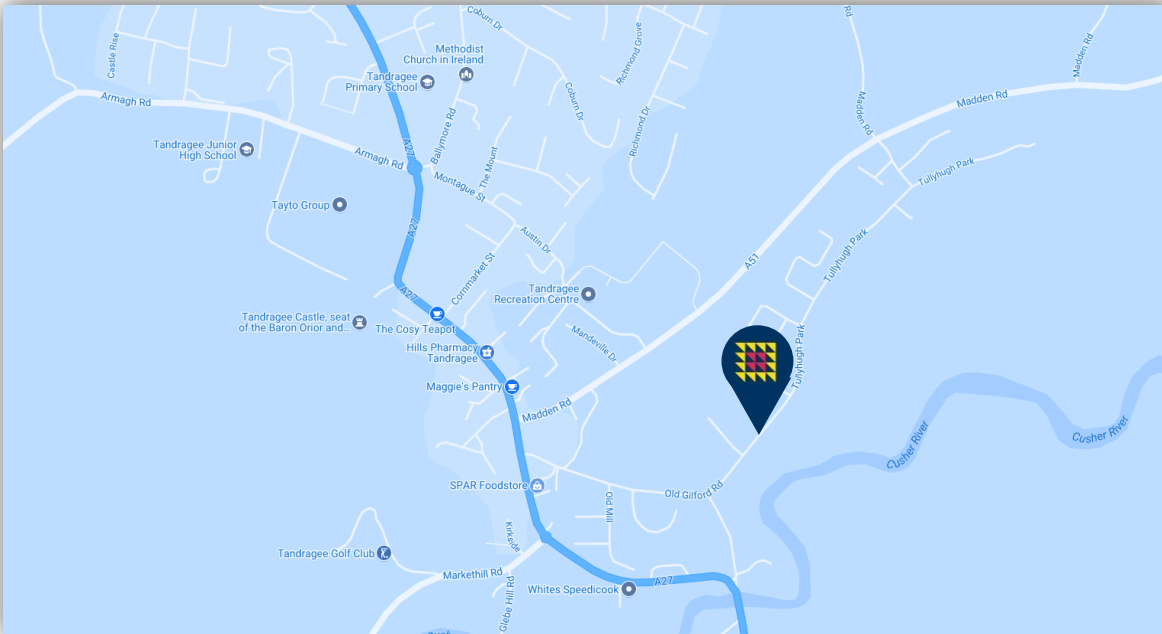 Coburn Dr
Rd
Castle Rise
Richmond Grove
Madden Rd
Methodist
Church in Ireland
Tandragee
Primary School
Coburn Dr
Armagh Rd
Madden Rd
Madden Rd
Ballymore Rd
Richmond Dr
A27
Tandragee Junior
High School
Armagh Rd
The Mount
Montague St
Tullyhugh Park
Tayto Group
A27
Austin Dr
Tullyhugh Park
A51
Cornmarket St
A27
Tandragee
Recreation Centre
Tandragee Castle, seat
of the Baron Orior and...
The Cosy Teapot
Mandeville Dr
Hills Pharmacy
Tandragee
Tullyhugh Park
Maggie's Pantry
Madden Rd
Cusher River
Cusher River
SPAR Foodstore
Old Gilford Rd
Old Mill
Kirkside
Tandragee Golf Club
Markethill Rd
A27
Whites Speedicook
Glebe Hill Rd